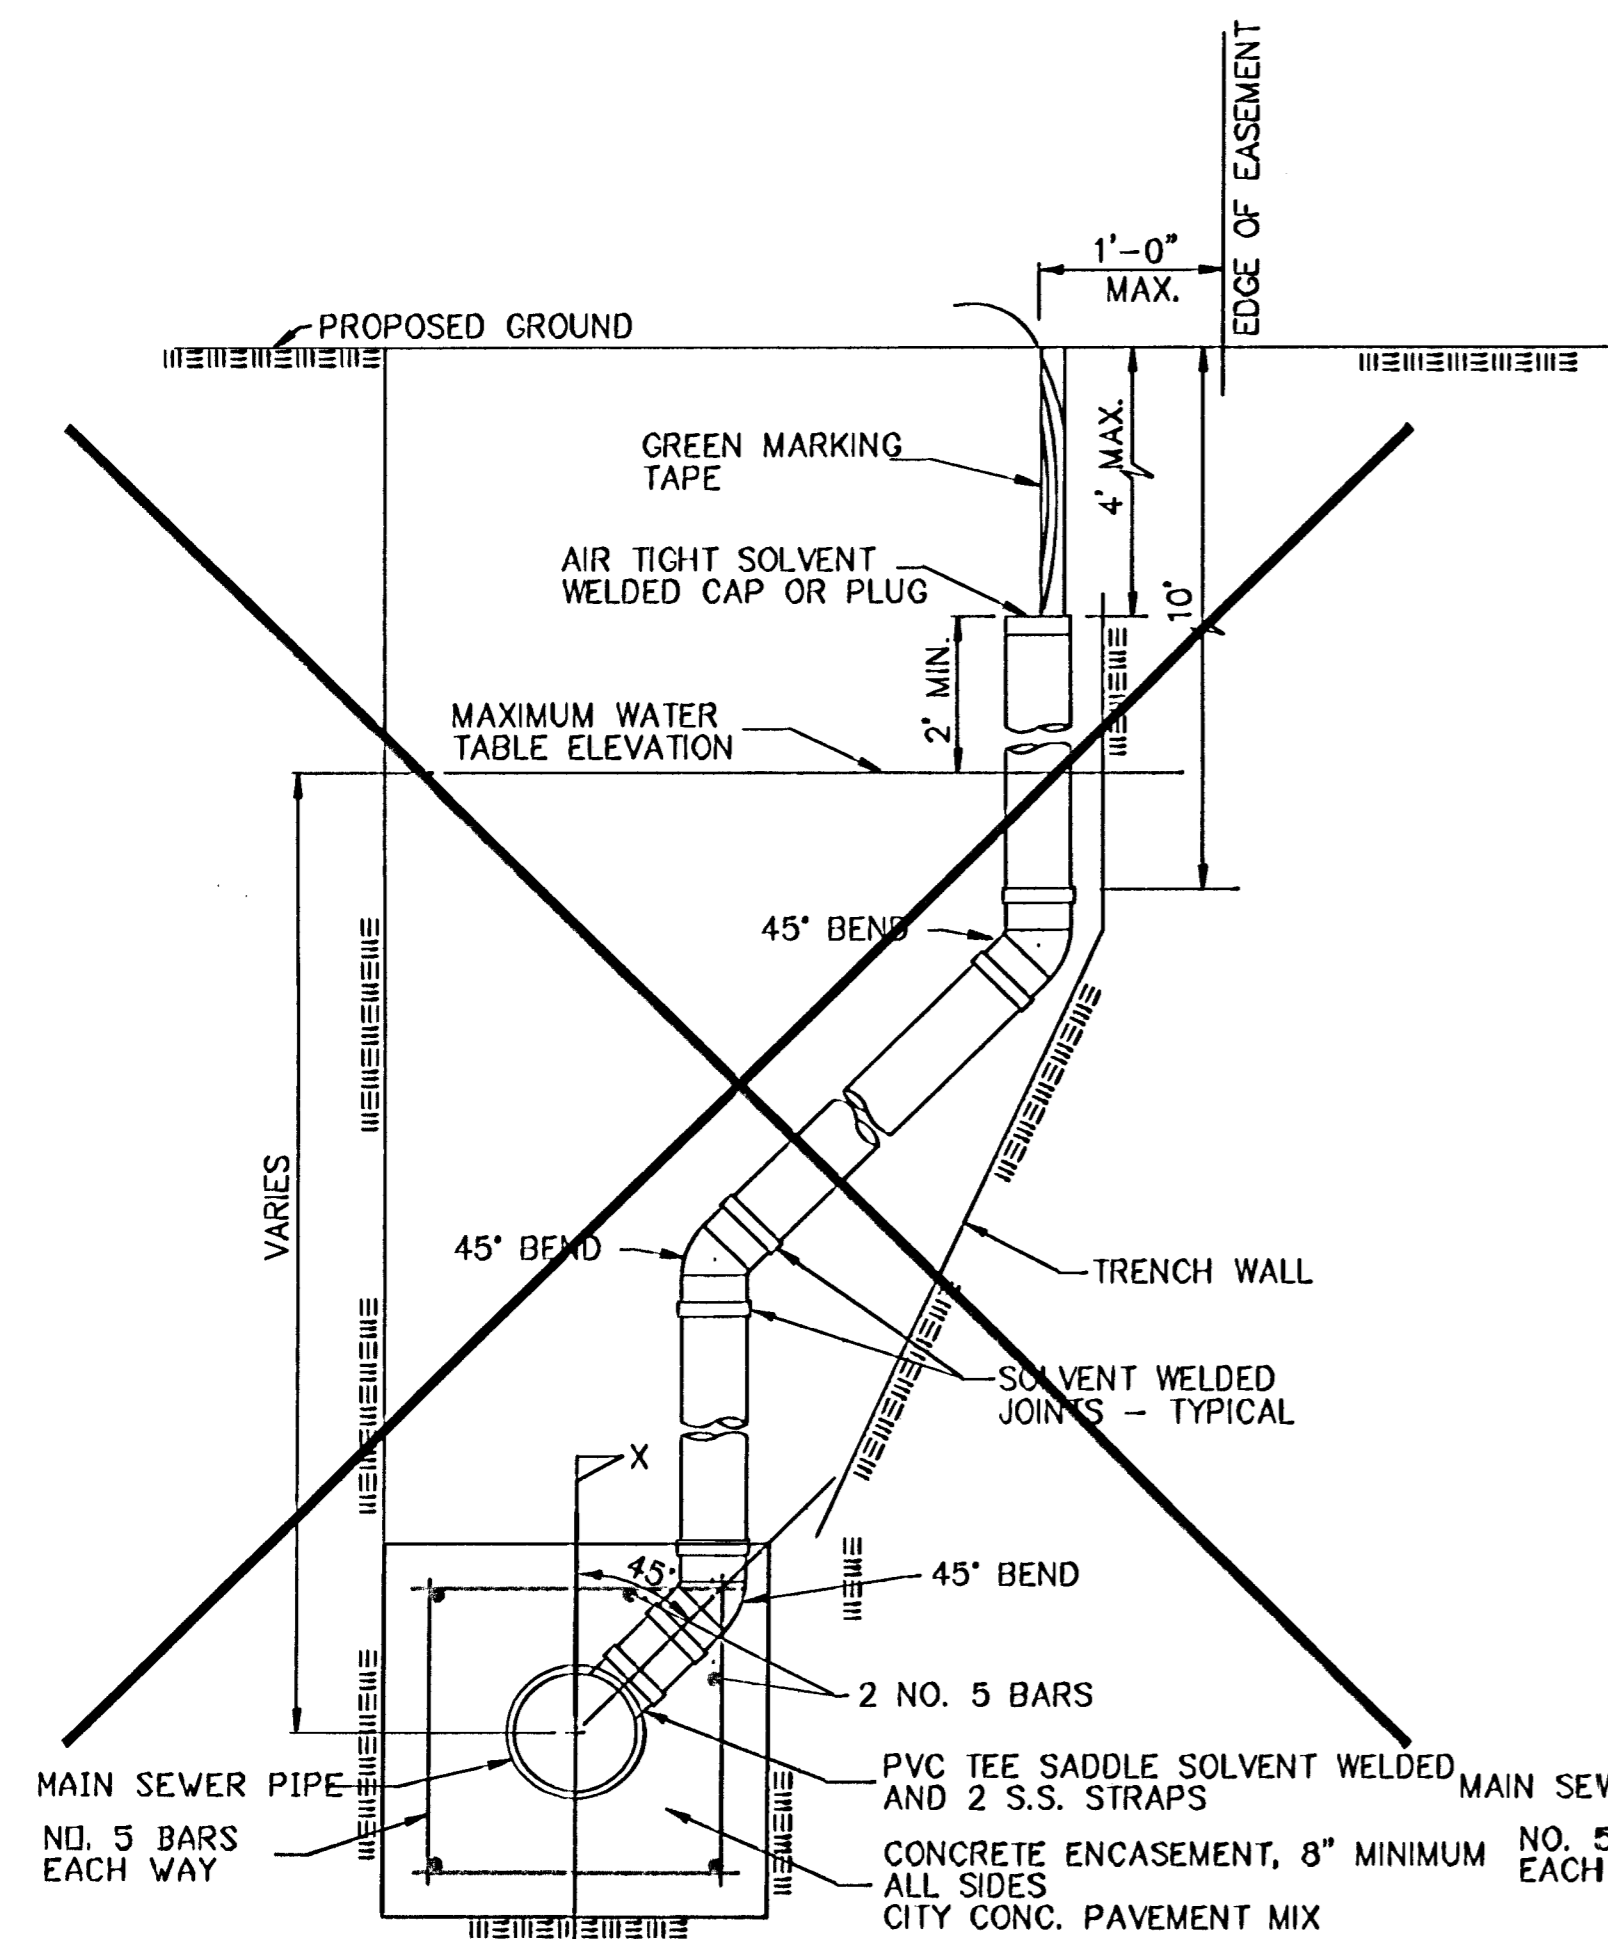 EDGE OF EASEMENT
1'-0"
MAX.
PROPOSED GROUND
GREEN MARKING
TAPE
4' MAX.
AIR TIGHT SOLVENT
WELDED CAP OR PLUG
10'
2' MIN.
MAXIMUM WATER
TABLE ELEVATION
45° BEND
VARIES
45° BEND
TRENCH WALL
SOLVENT WELDED
JOINTS - TYPICAL
X
45°
45° BEND
2 NO. 5 BARS
MAIN SEWER PIPE
PVC TEE SADDLE SOLVENT WELDED
AND 2 S.S. STRAPS
MAIN SEW
NO. 5 BARS
EACH WAY
CONCRETE ENCASEMENT, 8" MINIMUM
ALL SIDES
CITY CONC. PAVEMENT MIX
NO. 5
EACH